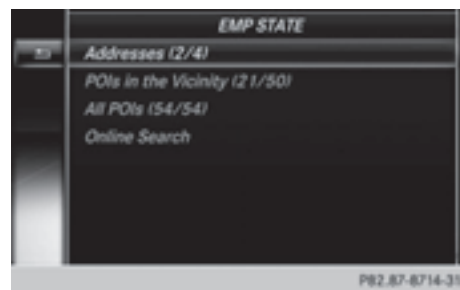 EMP STATE
Addresses (2/4)
POIs in the Vicinity (21/50)
All POIs (54/54)
Online Search
P82.87-8714-31